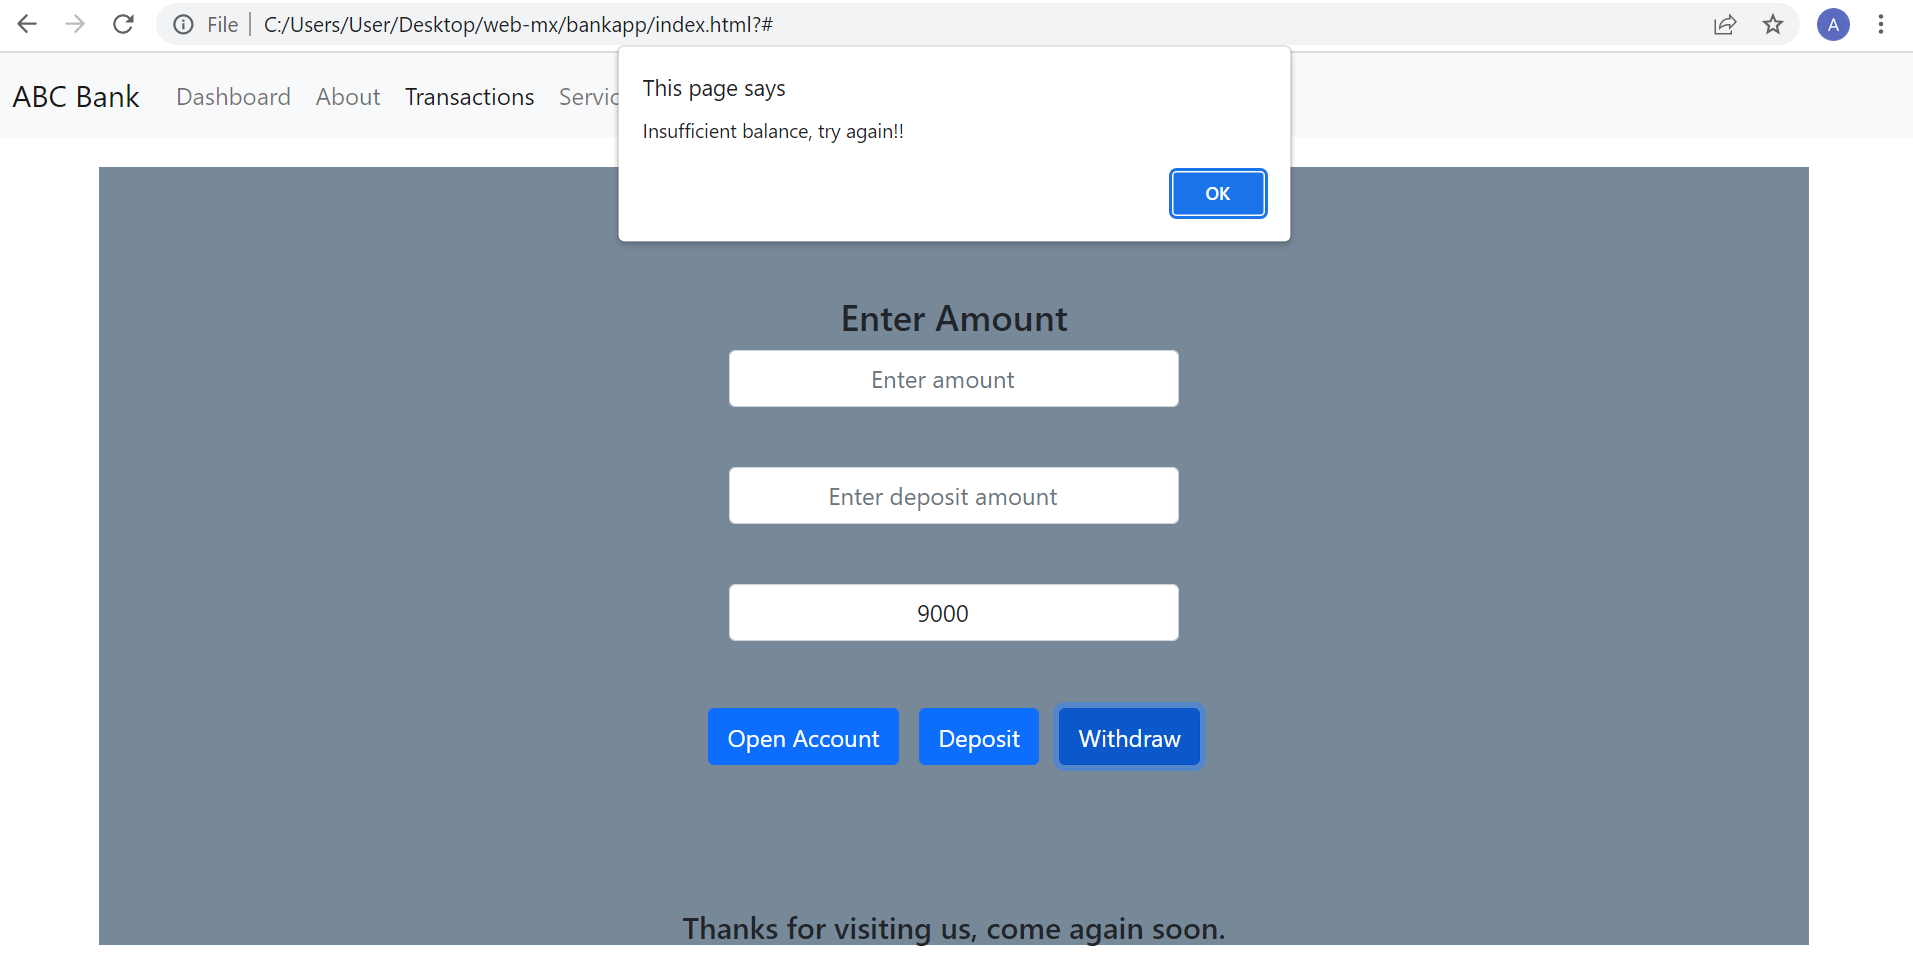 File | C:/Users/User/Desktop/web-mx/bankapp/index.html?#
A
ABC Bank Dashboard About Transactions Servic
This page says
Insufficient balance, try again!!
OK
Enter Amount
Enter amount
Enter deposit amount
9000
Open Account Deposit Withdraw
Thanks for visiting us, come again soon.